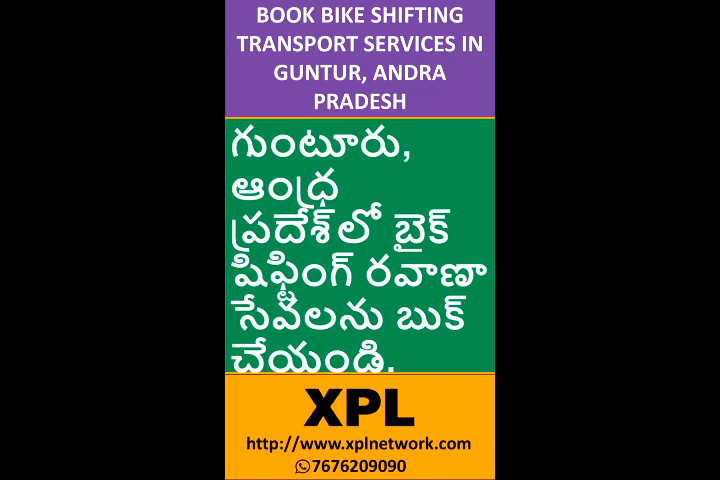 BOOK BIKE SHIFTING
TRANSPORT SERVICES IN
GUNTUR, ANDRA
PRADESH
గుంటూరు,
ఆంధ్ర
ప్రదేశ్‌లో బైక్
షిఫ్టింగ్ రవాణా
సేవలను బుక్
చేయండి.
XPL
http://www.xplnetwork.com
7676209090